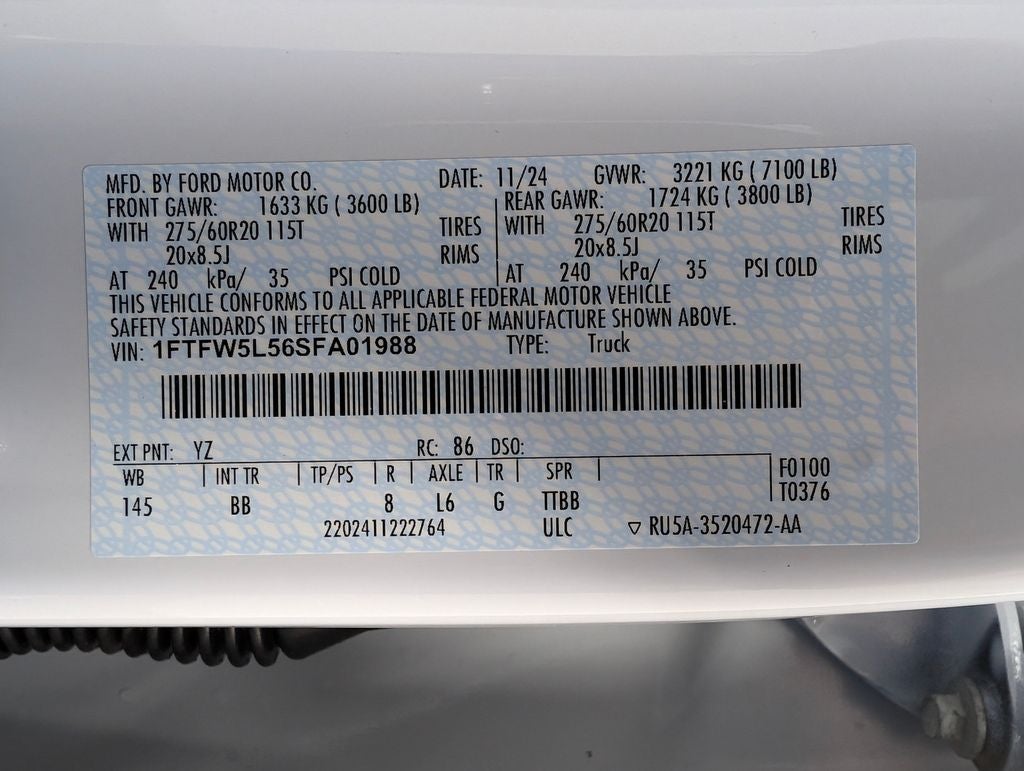 MFD. BY FORD MOTOR CO. DATE: 11/24 GVWR: 3221 KG ( 7100 LB)
FRONT GAWR: 1633 KG ( 3600 LB) REAR GAWR: 1724 KG ( 3800 LB)
WITH 275/60R20 115T TIRES WITH 275/60R20 115T TIRES
20x8.5J RIMS 20x8.5J RIMS
AT 240 kPa/ 35 PSI COLD AT 240 kPa/ 35 PSI COLD
THIS VEHICLE CONFORMS TO ALL APPLICABLE FEDERAL MOTOR VEHICLE
SAFETY STANDARDS IN EFFECT ON THE DATE OF MANUFACTURE SHOWN ABOVE.
VIN: 1FTFW5L56SFA01988 TYPE: Truck
EXT PNT: YZ RC: 86 DSO:
WB INT TR TP/PS R AXLE TR SPR F0100
145 BB 8 L6 G TTBB T0376
2202411222764 ULC ▽ RU5A-3520472-AA